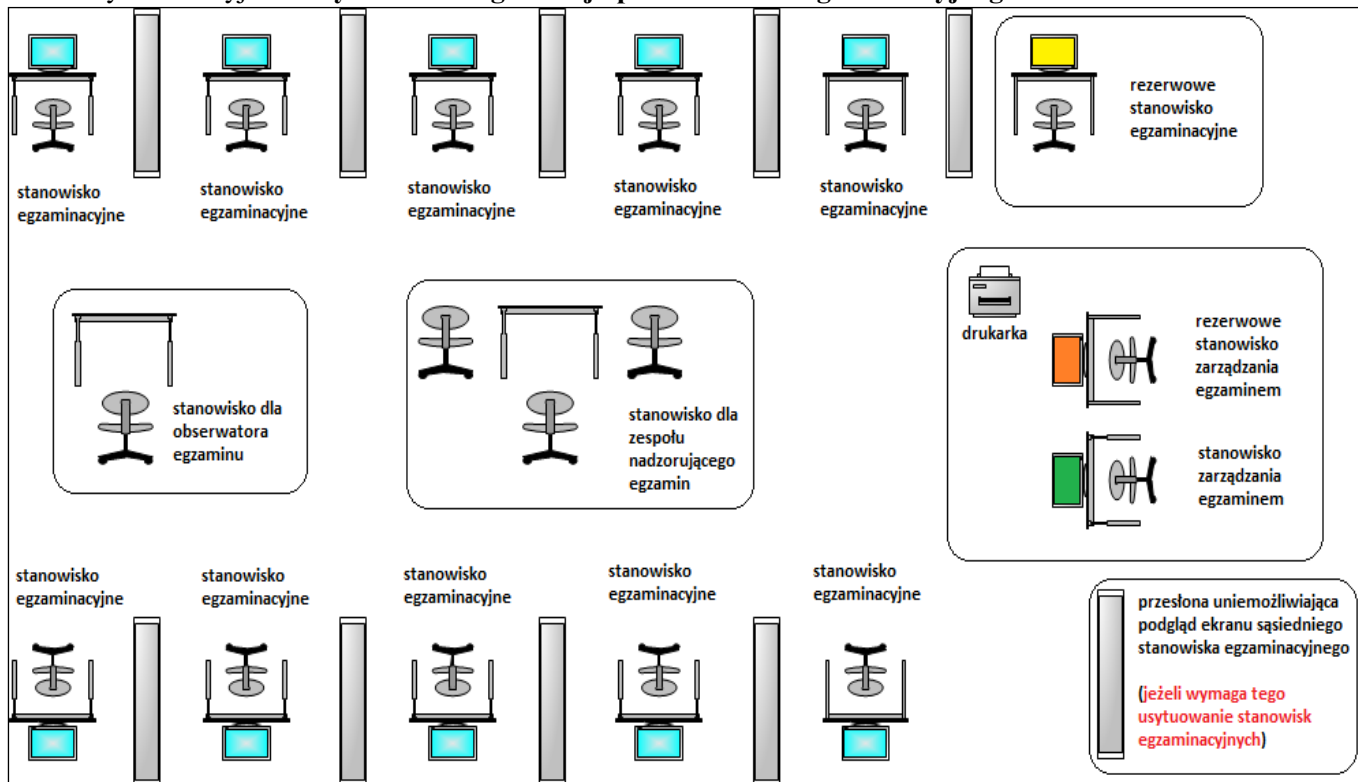 rezerwowe
stanowisko
egzaminacyjne
stanowisko
egzaminacyjne
stanowisko
egzaminacyjne
stanowisko
egzaminacyjne
stanowisko
egzaminacyjne
stanowisko
egzaminacyjne
stanowisko dla
obserwatora
egzaminu
stanowisko dla
zespołu
nadzorującego
egzamin
drukarka
rezerwowe
stanowisko
zarządzania
egzaminem
stanowisko
zarządzania
egzaminem
stanowisko
egzaminacyjne
stanowisko
egzaminacyjne
stanowisko
egzaminacyjne
stanowisko
egzaminacyjne
stanowisko
egzaminacyjne
przesłona uniemożliwiająca
podgląd ekranu sąsiedniego
stanowiska egzaminacyjnego
(jeżeli wymaga tego
usytuowanie stanowisk
egzaminacyjnych)